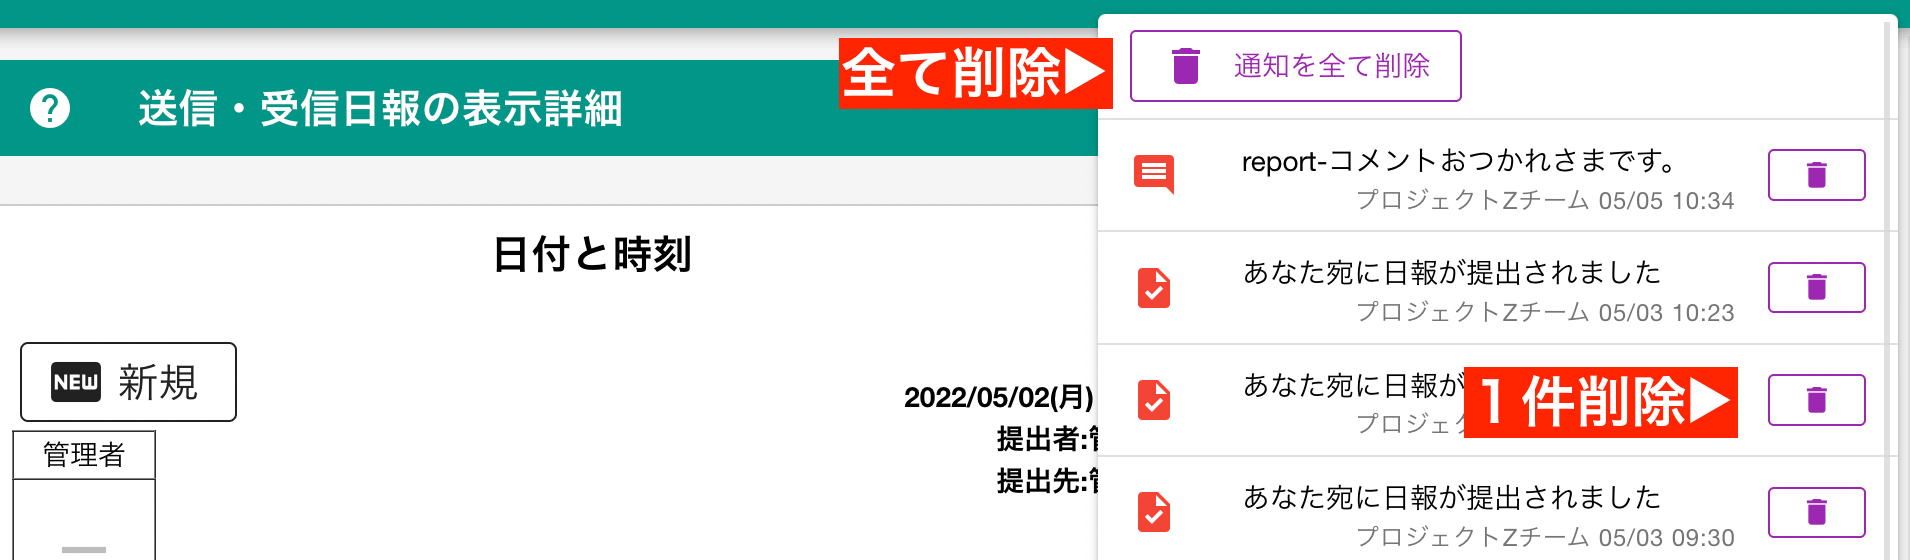 全て削除▶
通知を全て削除
? 送信・受信日報の表示詳細
report-コメントおつかれさまです。
プロジェクトZチーム 05/05 10:34
日付と時刻
あなた宛に日報が提出されました
プロジェクトZチーム 05/03 10:23
NEW 新規
あなた宛に日報が
プロジェ
1件削除▶
2022/05/02(月)
提出者:
提出先:
管理者
あなた宛に日報が提出されました
プロジェクトZチーム 05/03 09:30